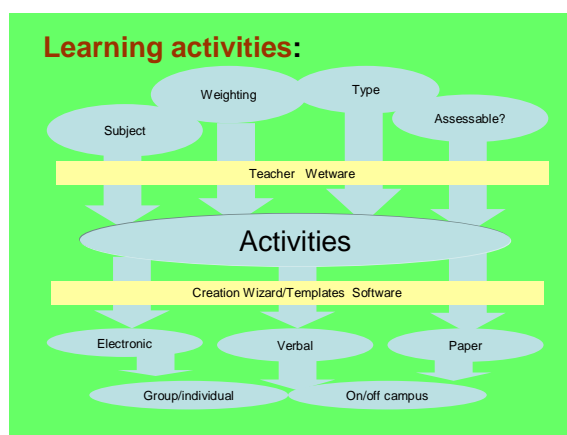 Learning activities:
Weighting
Type
Subject
Assessable?
Teacher Wetware
Activities
Creation Wizard/Templates Software
Electronic
Verbal
Paper
Group/individual
On/off campus